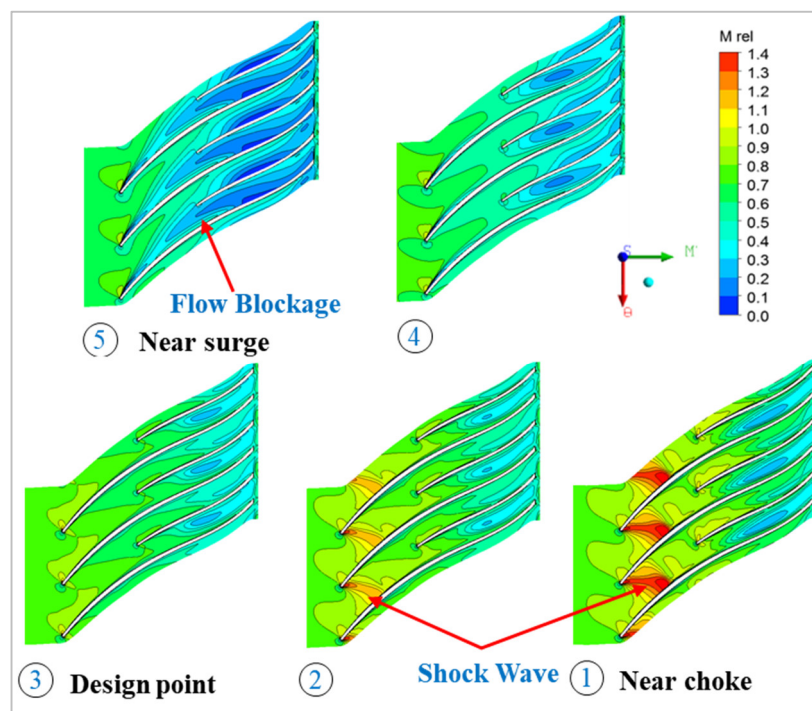 M rel
1.4
1.3
1.2
1.1
1.0
0.9
0.8
0.7
0.6
0.5
0.4
0.3
0.2
0.1
0.0
S
M'
θ
Flow Blockage
5 Near surge
4
3 Design point
2
Shock Wave
1 Near choke